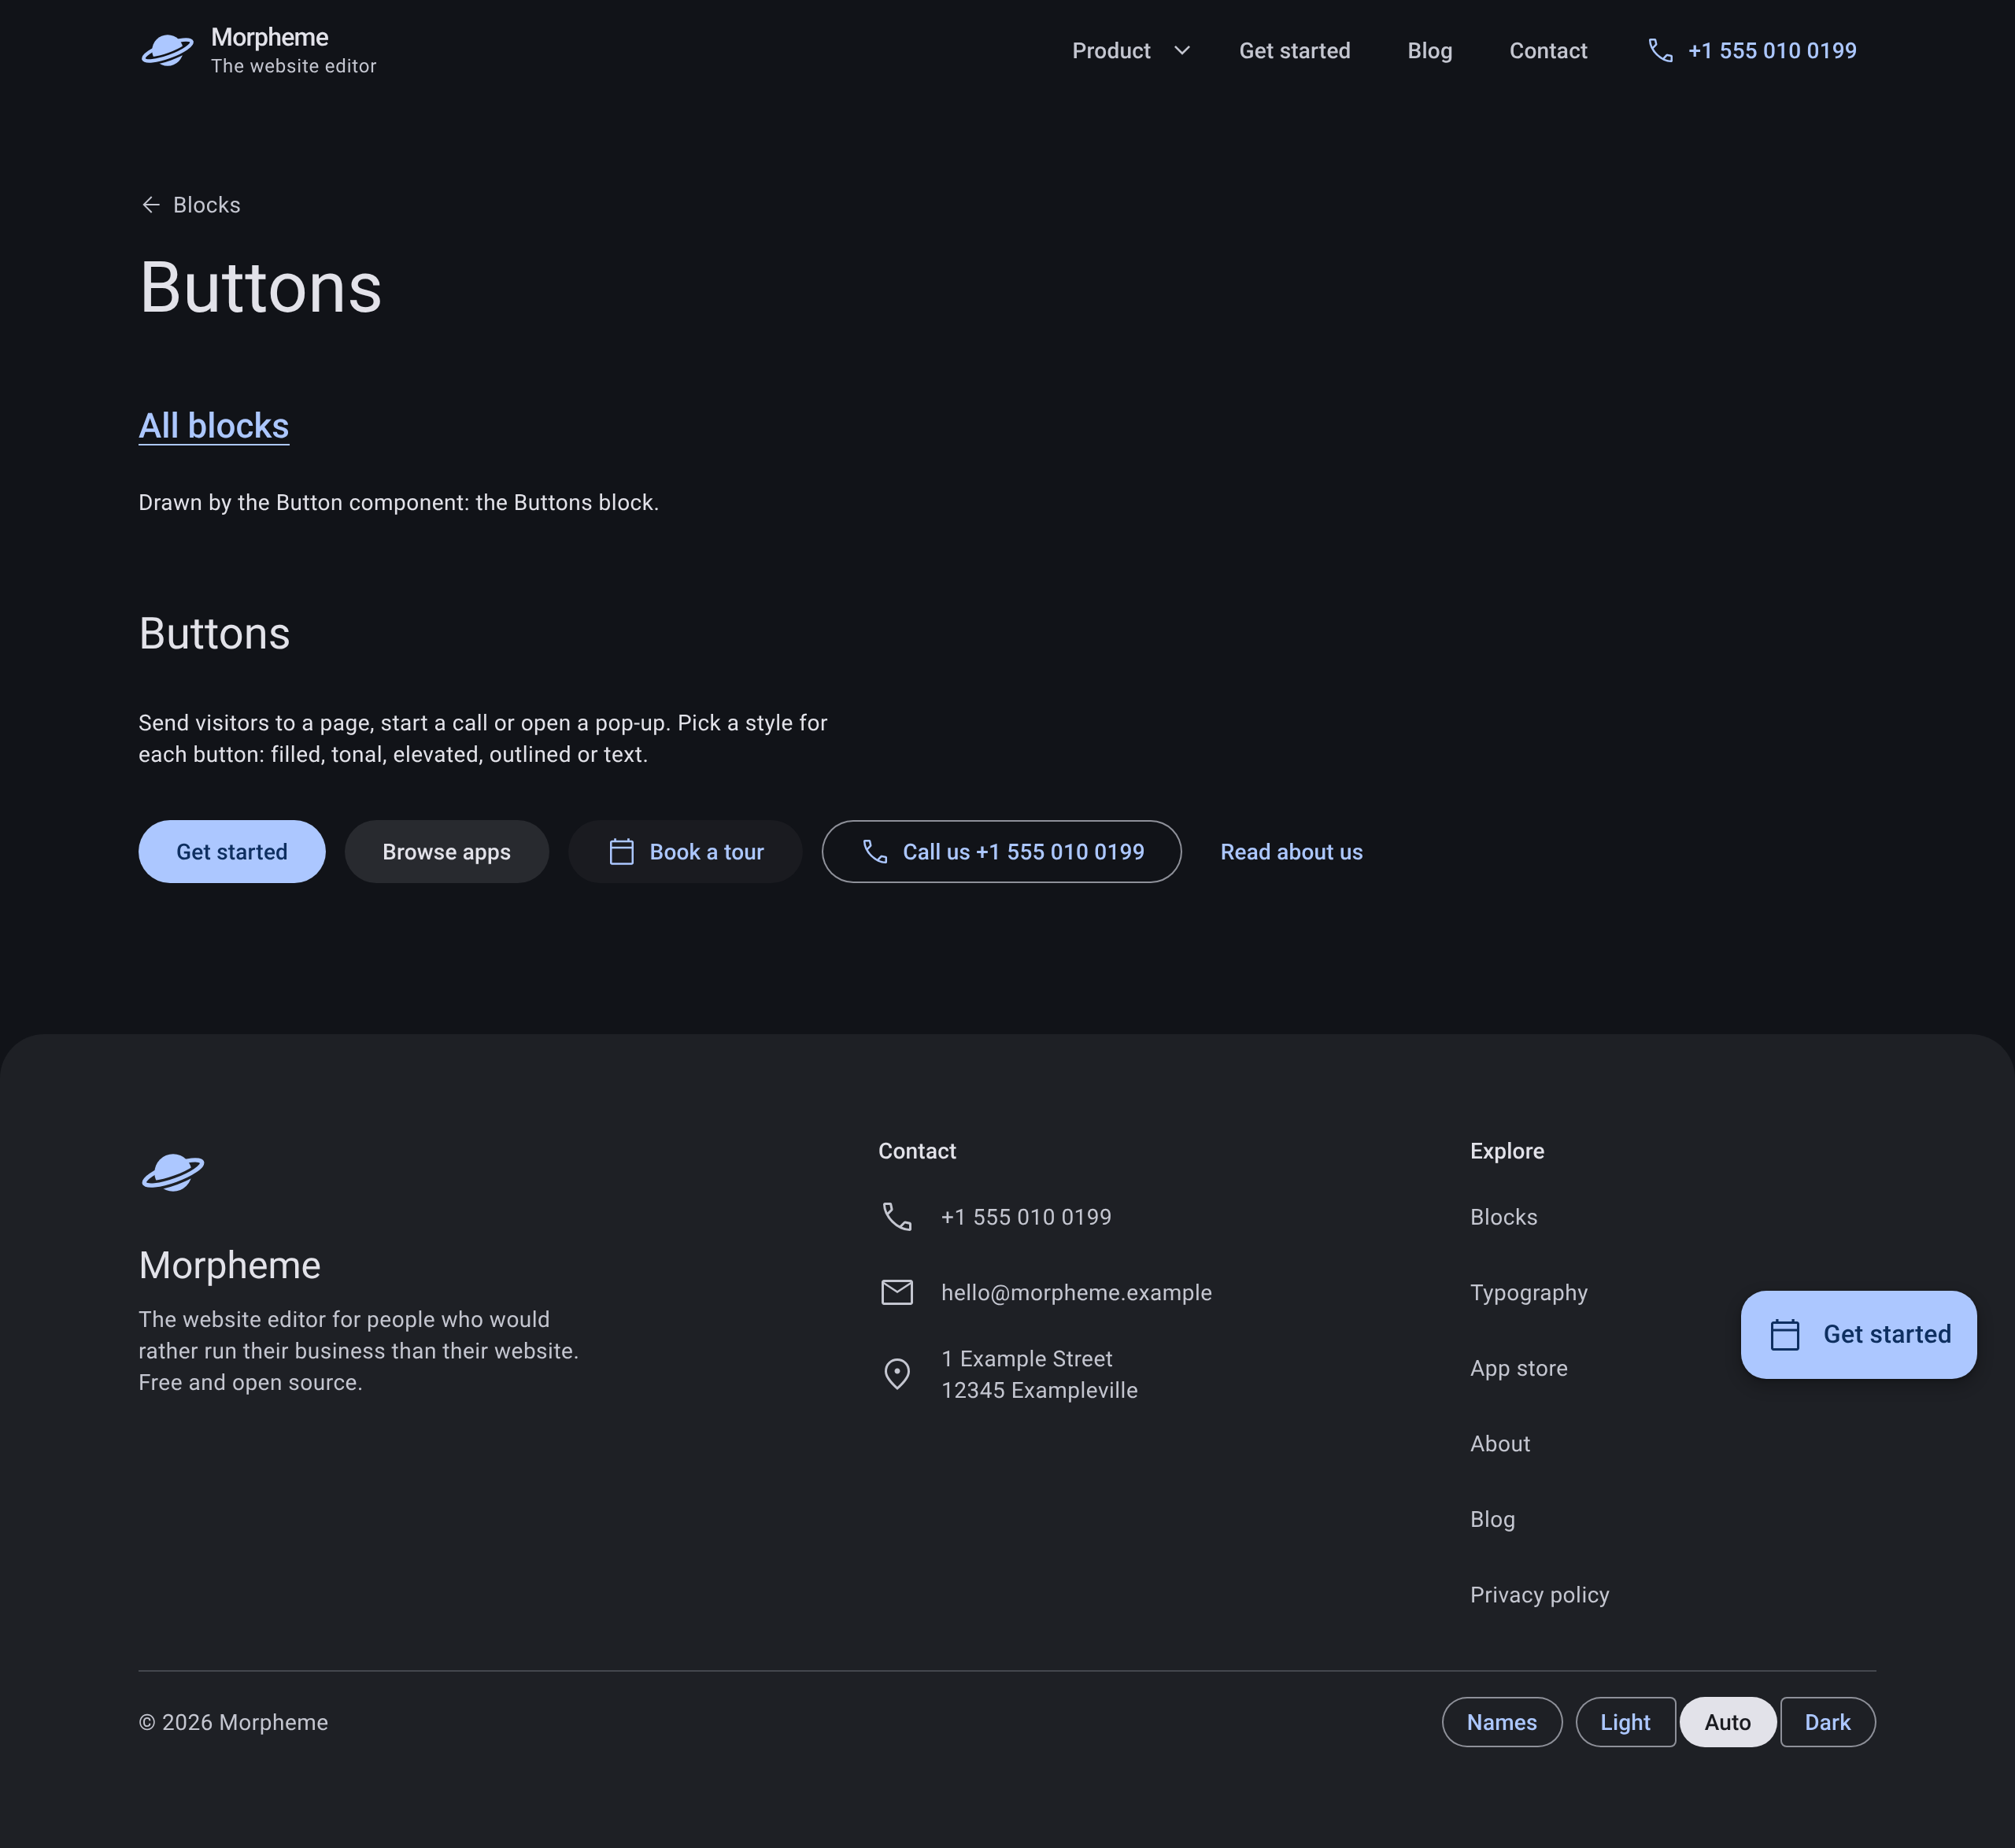 Morpheme
The website editor
Product
Get started
Blog
Contact
+1 555 010 0199
Blocks
Buttons
All blocks
Drawn by the Button component: the Buttons block.
Buttons
Send visitors to a page, start a call or open a pop-up. Pick a style for
each button: filled, tonal, elevated, outlined or text.
Get started
Browse apps
Book a tour
Call us +1 555 010 0199
Read about us
Morpheme
The website editor for people who would
rather run their business than their website.
Free and open source.
Contact
+1 555 010 0199
hello@morpheme.example
1 Example Street
12345 Exampleville
Explore
Blocks
Typography
App store
About
Blog
Privacy policy
Get started
© 2026 Morpheme
Names
Light
Auto
Dark